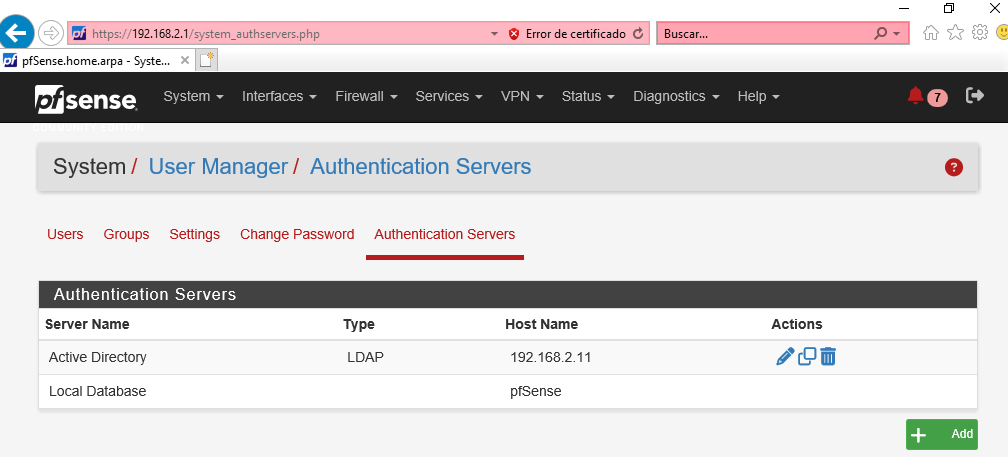 https://192.168.2.1/system_authservers.php
Error de certificado
Buscar...
pfSense.home.arpa - Syste...
pfsense
COMMUNITY EDITION
System Interfaces Firewall Services VPN Status Diagnostics Help 7
System / User Manager / Authentication Servers ?
Users Groups Settings Change Password Authentication Servers
Authentication Servers
Server Name Type Host Name Actions
Active Directory LDAP 192.168.2.11
Local Database pfSense
Add